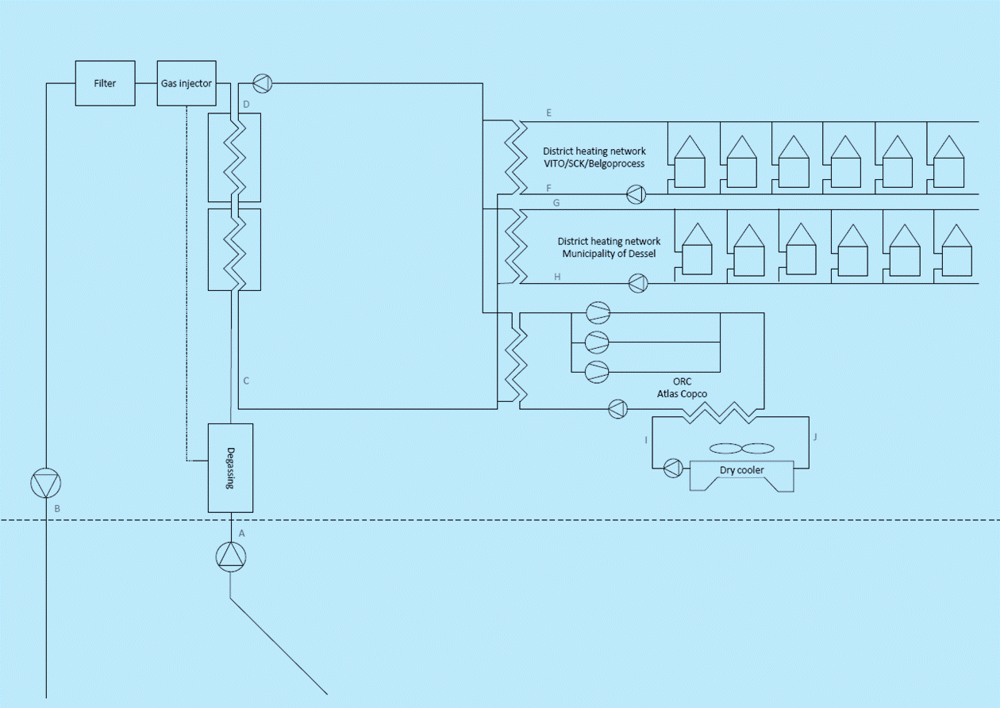 Filter
Gas injector
D
E
District heating network
VITO/SCK/Belgoprocess
F
G
District heating network
Municipality of Dessel
H
C
ORC
Atlas Copco
I
J
Dry cooler
Degassing
B
A